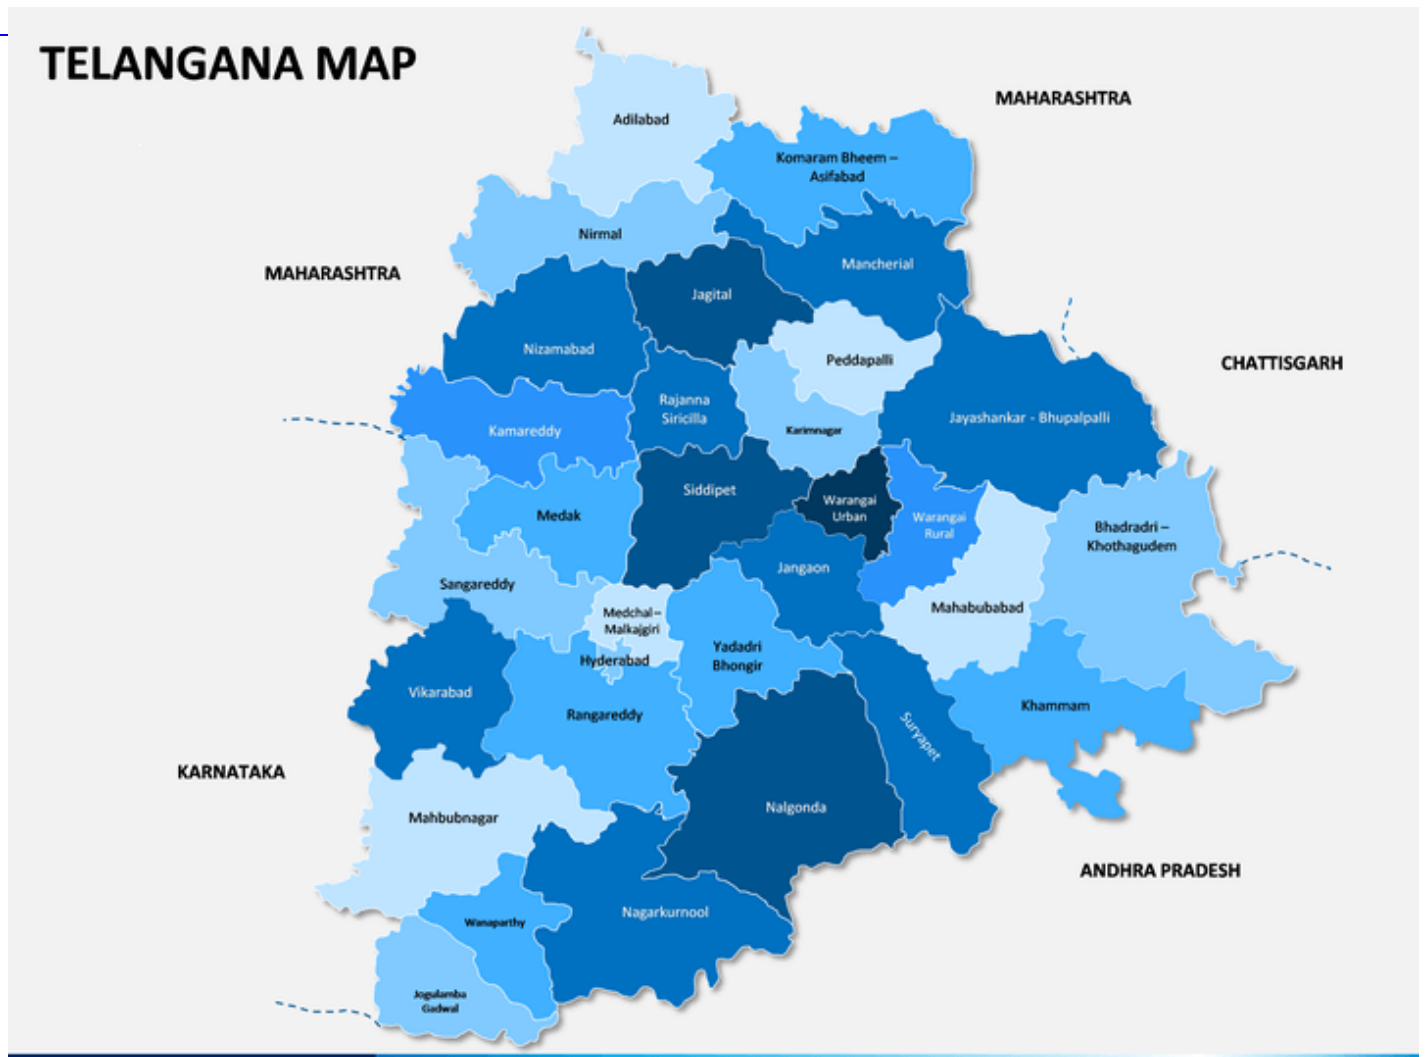 TELANGANA MAP
MAHARASHTRA
Adilabad
Komaram Bheem –
Asifabad
Nirmal
MAHARASHTRA
Mancherial
Jagital
Nizamabad
Peddapalli
CHATTISGARH
Rajanna
Siricilla
Kamareddy
Karimnagar
Jayashankar - Bhupalpalli
Siddipet
Medak
Warangai
Urban
Warangai
Rural
Bhadradri –
Khothagudem
Jangaon
Sangareddy
Mahabubabad
Medchal–
Malkajgiri
Yadadri
Bhongir
Hyderabad
Vikarabad
Rangareddy
Khammam
Suryapet
KARNATAKA
Mahbubnagar
Nalgonda
ANDHRA PRADESH
Wanaparthy
Nagarkurnool
Jogulamba
Gadwal